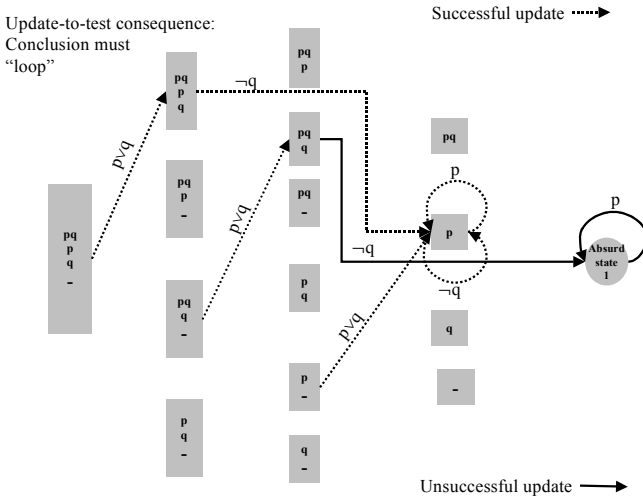 Update-to-test consequence:
Conclusion must
“loop”
Successful update
pq
p
q
-
p∨q
pq
p
q
¬q
pq
p
-
pq
q
-
p
q
-
p∨q
pq
p
pq
q
pq
-
p
q
p
-
q
-
p∨q
¬q
pq
p
p
¬q
q
-
p
Absurd
state
1
Unsuccessful update